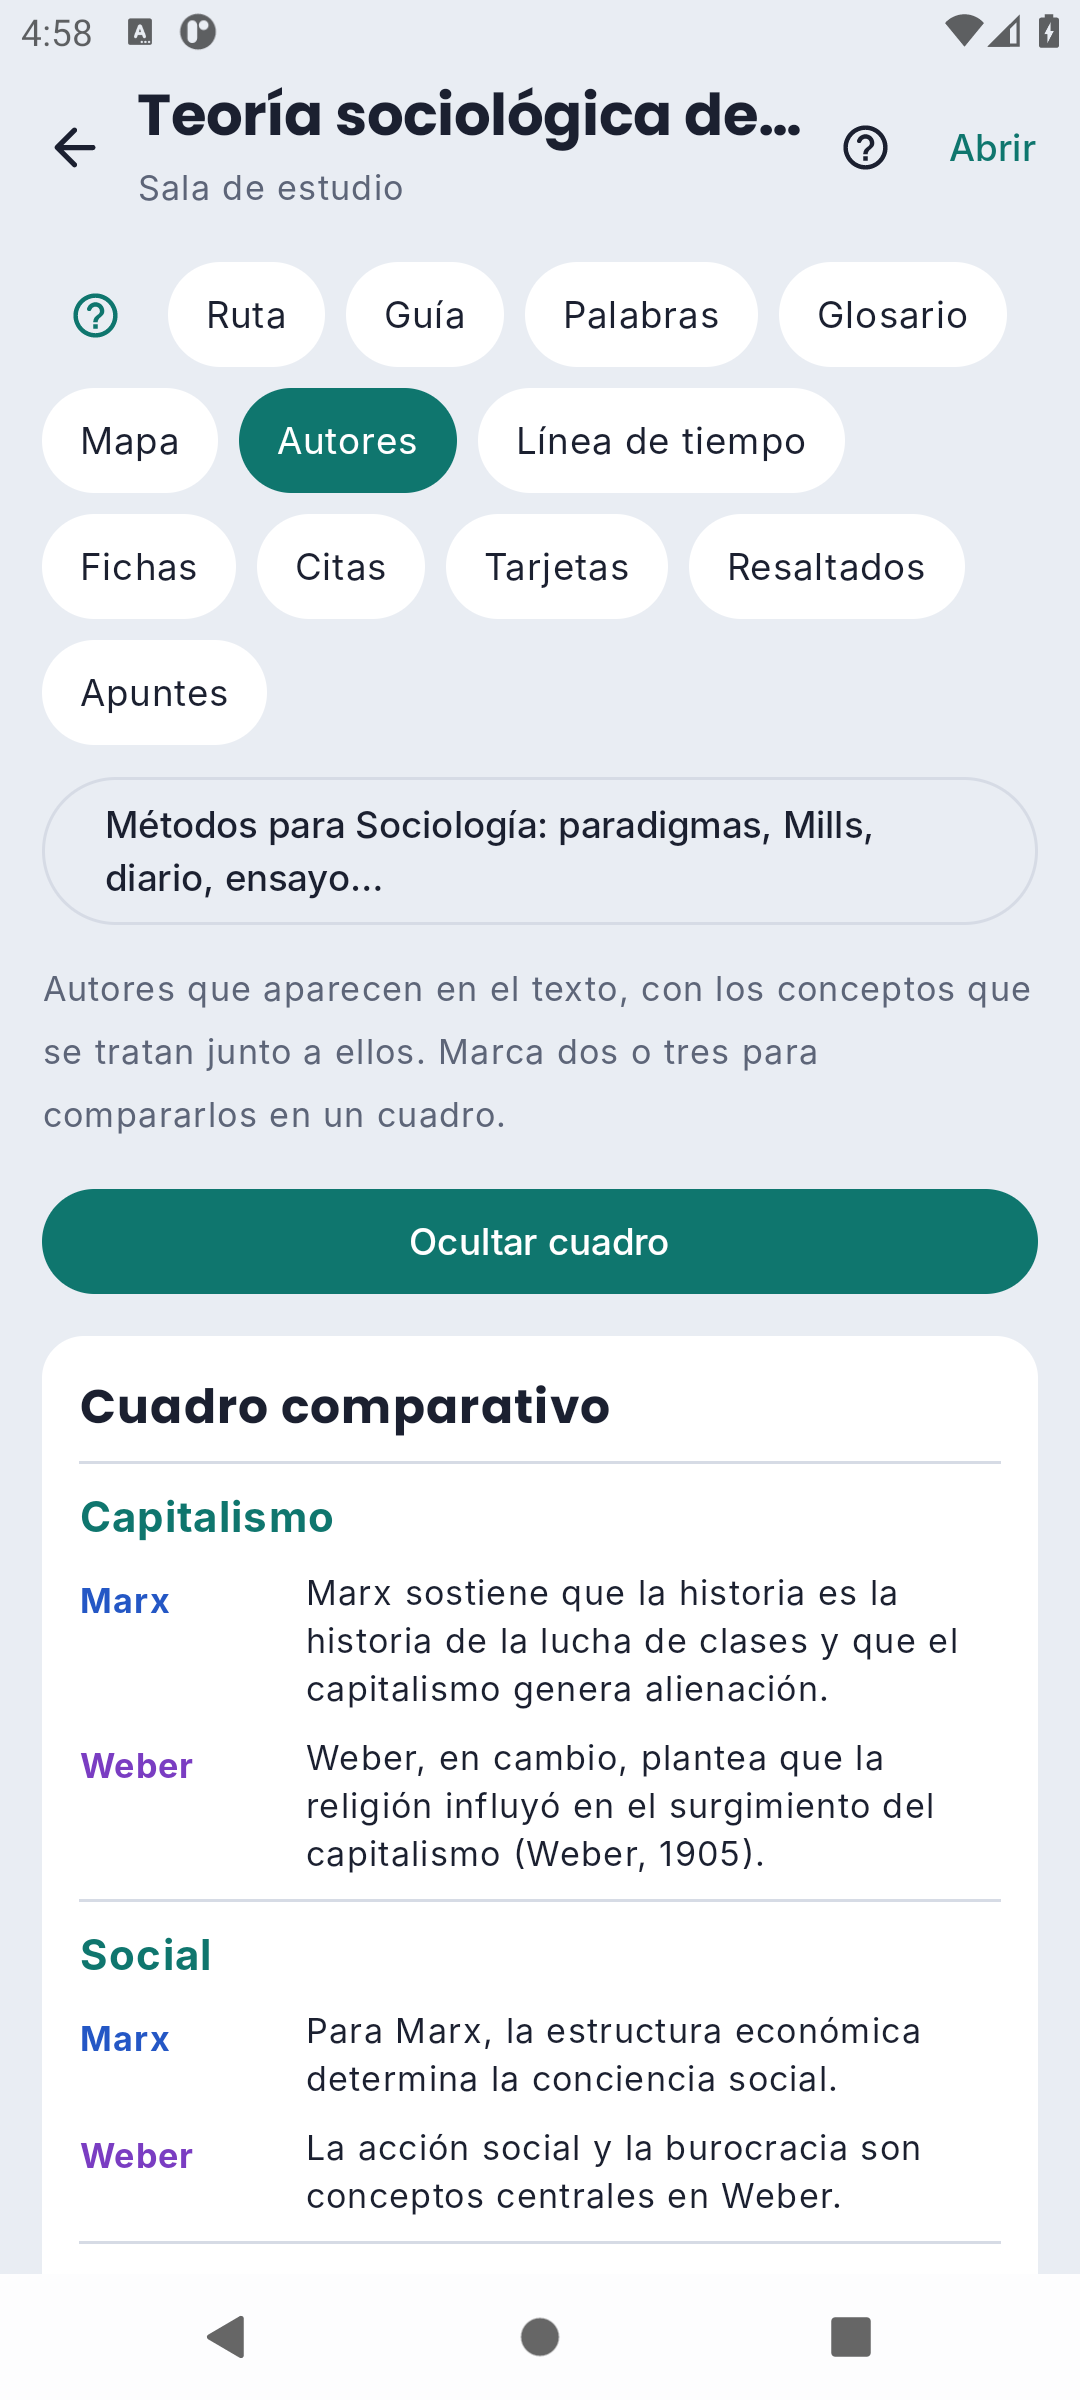 4:58
Teoría sociológica de...
Sala de estudio
Abrir
Ruta
Guía
Palabras
Glosario
Mapa
Autores
Línea de tiempo
Fichas
Citas
Tarjetas
Resaltados
Apuntes
Métodos para Sociología: paradigmas, Mills,
diario, ensayo...
Autores que aparecen en el texto, con los conceptos que
se tratan junto a ellos. Marca dos o tres para
compararlos en un cuadro.
Ocultar cuadro
Cuadro comparativo
Capitalismo
Marx
Marx sostiene que la historia es la
historia de la lucha de clases y que el
capitalismo genera alienación.
Weber
Weber, en cambio, plantea que la
religión influyó en el surgimiento del
capitalismo (Weber, 1905).
Social
Marx
Para Marx, la estructura económica
determina la conciencia social.
Weber
La acción social y la burocracia son
conceptos centrales en Weber.